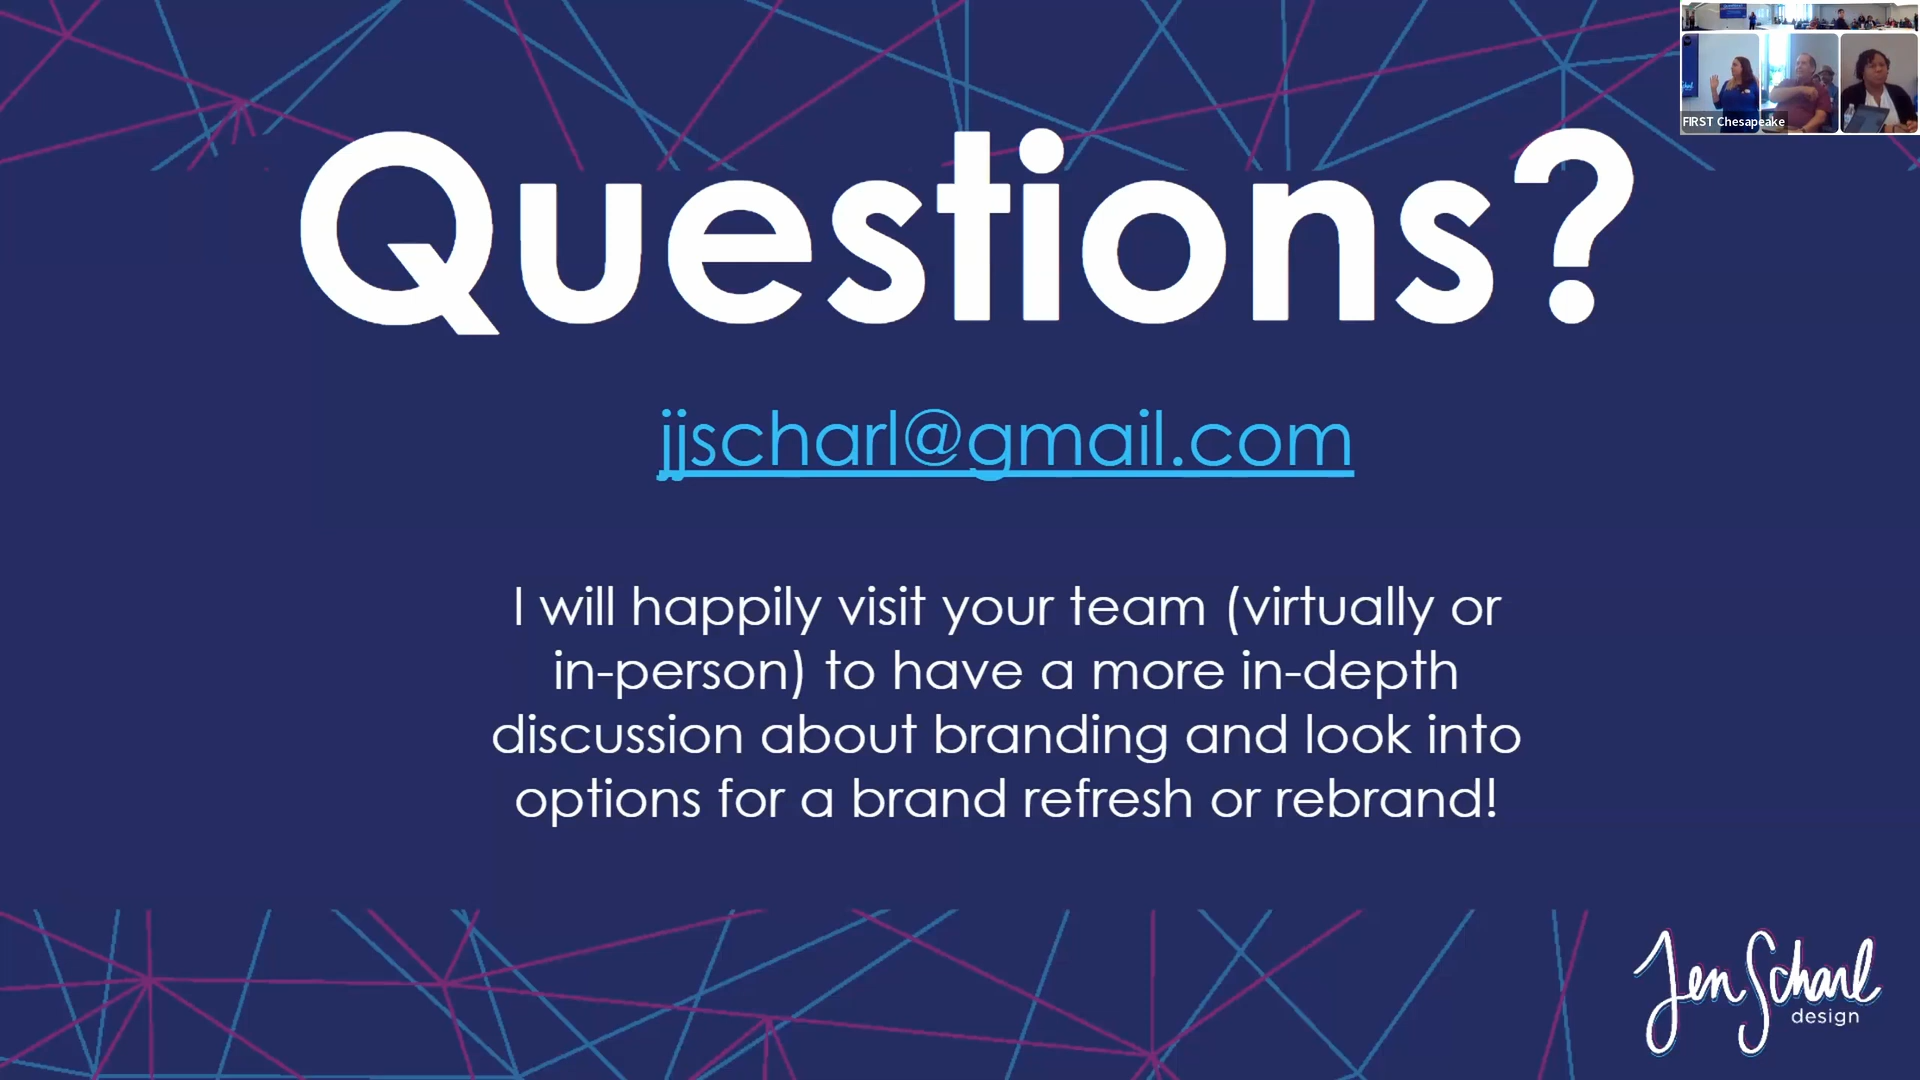 FIRST Chesapeake
Questions?
jjscharl@gmail.com
I will happily visit your team (virtually or
in-person) to have a more in-depth
discussion about branding and look into
options for a brand refresh or rebrand!
Jen Scharl
design